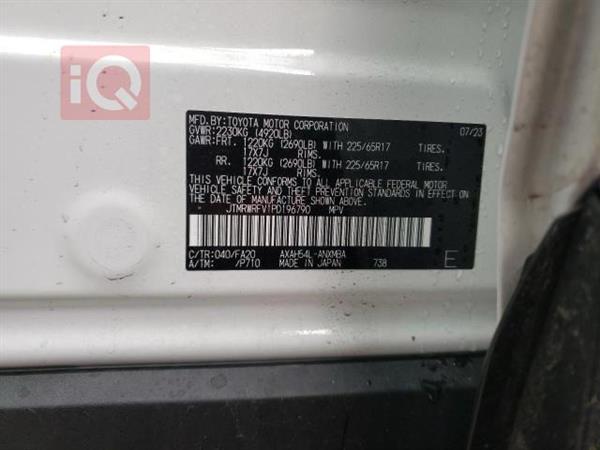 iQ
MFD. BY: TOYOTA MOTOR CORPORATION 07/23
GVWR: 2230KG (4920LB)
GAWR: FRT. 1220KG (2690LB) WITH 225/65R17 TIRES.
17X7J RIMS.
RR. 1220KG (2690LB) WITH 225/65R17 TIRES.
17X7J RIMS.
THIS VEHICLE CONFORMS TO ALL APPLICABLE FEDERAL MOTOR
VEHICLE SAFETY AND THEFT PREVENTION STANDARDS IN EFFECT ON
THE DATE OF MANUFACTURE SHOWN ABOVE.
JTMRWRFV1PD196790 MPV
C/TR: 040/FA20 AXAH54L-ANXMBA
A/TM: /P710 MADE IN JAPAN 738 E